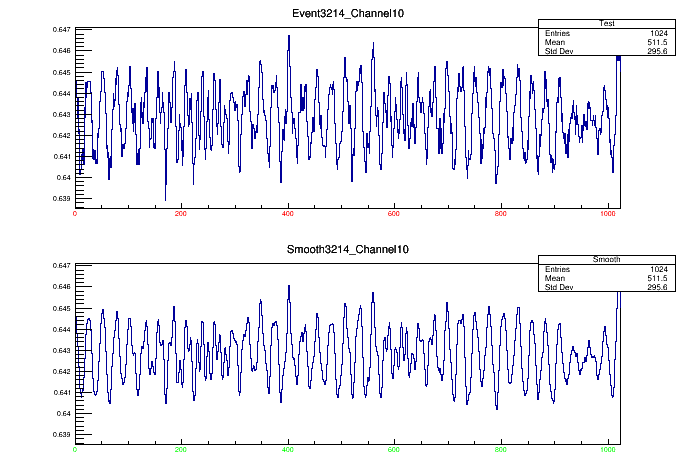 Event3214_Channel10
Test
Entries 1024
Mean 511.5
Std Dev 295.6
0.647
0.646
0.645
0.644
0.643
0.642
0.641
0.64
0.639
0 200 400 600 800 1000
Smooth3214_Channel10
Smooth
Entries 1024
Mean 511.5
Std Dev 295.6
0.647
0.646
0.645
0.644
0.643
0.642
0.641
0.64
0.639
0 200 400 600 800 1000